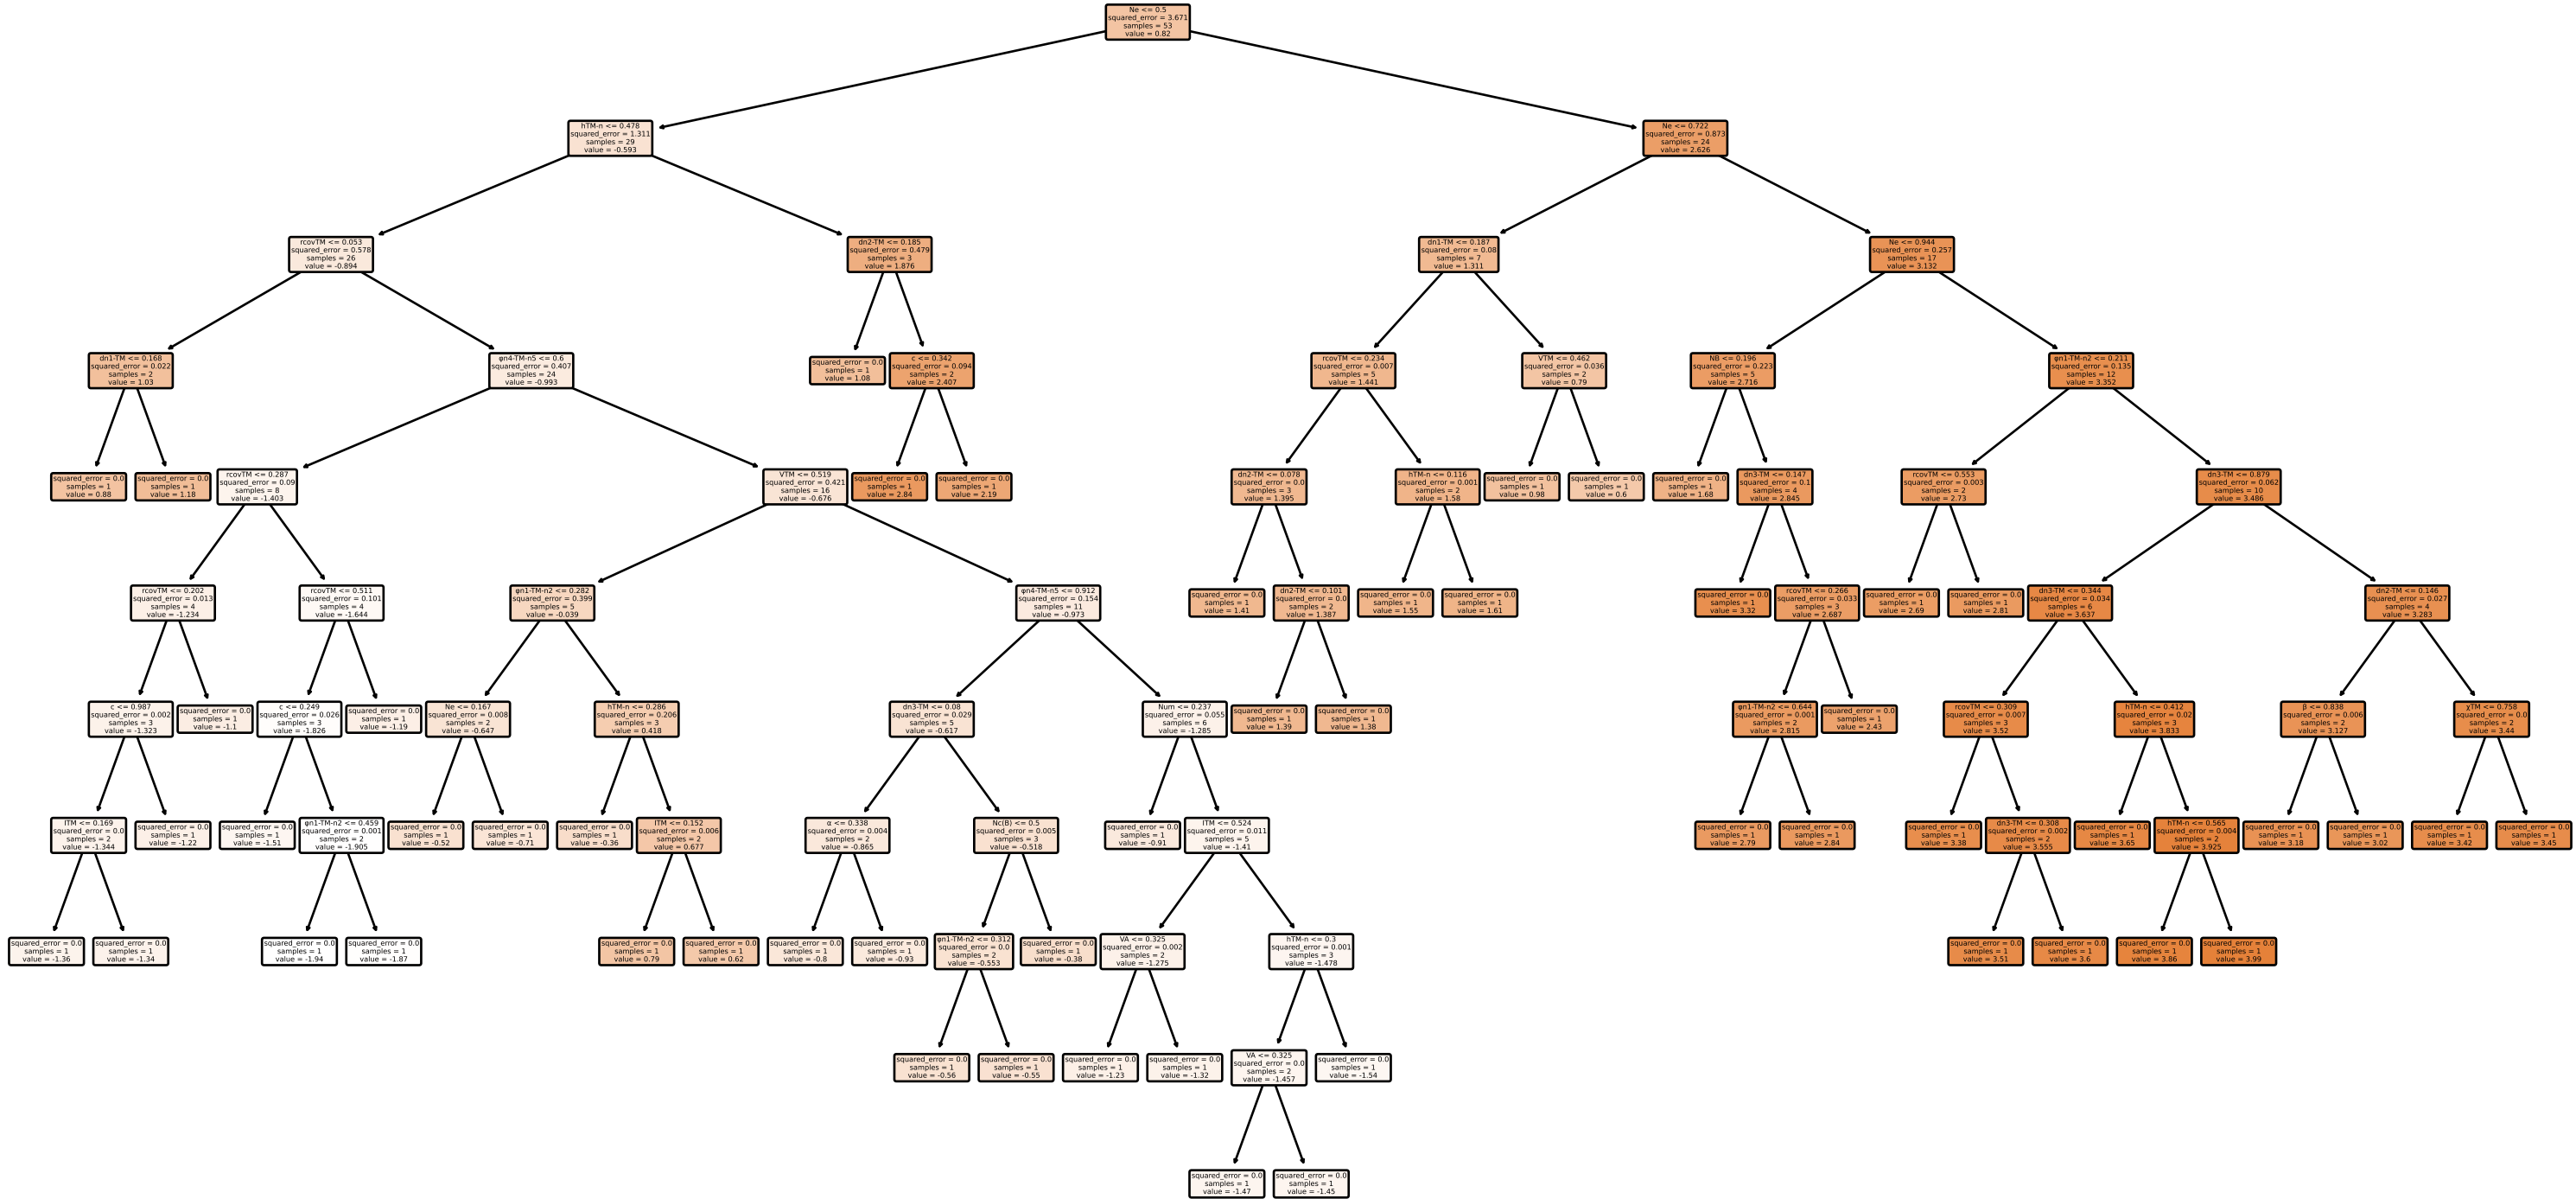 Ne <= 0.5
squared_error = 3.671
samples = 53
value = 0.82
hTM-n <= 0.478
squared_error = 1.311
samples = 29
value = -0.593
Ne <= 0.722
squared_error = 0.873
samples = 24
value = 2.626
rcovTM <= 0.053
squared_error = 0.578
samples = 26
value = -0.894
dn2-TM <= 0.185
squared_error = 0.479
samples = 3
value = 1.876
dn1-TM <= 0.187
squared_error = 0.08
samples = 7
value = 1.311
Ne <= 0.944
squared_error = 0.257
samples = 17
value = 3.132
dn1-TM <= 0.168
squared_error = 0.022
samples = 2
value = 1.03
φn4-TM-n5 <= 0.6
squared_error = 0.407
samples = 24
value = -0.993
squared_error = 0.0
samples = 1
value = 1.08
c <= 0.342
squared_error = 0.094
samples = 2
value = 2.407
rcovTM <= 0.234
squared_error = 0.007
samples = 5
value = 1.441
VTM <= 0.462
squared_error = 0.036
samples = 2
value = 0.79
NB <= 0.196
squared_error = 0.223
samples = 5
value = 2.716
φn1-TM-n2 <= 0.211
squared_error = 0.135
samples = 12
value = 3.352
squared_error = 0.0
samples = 1
value = 0.88
squared_error = 0.0
samples = 1
value = 1.18
rcovTM <= 0.287
squared_error = 0.09
samples = 8
value = -1.403
VTM <= 0.519
squared_error = 0.421
samples = 16
value = -0.676
squared_error = 0.0
samples = 1
value = 2.84
squared_error = 0.0
samples = 1
value = 2.19
dn2-TM <= 0.078
squared_error = 0.0
samples = 3
value = 1.395
hTM-n <= 0.116
squared_error = 0.001
samples = 2
value = 1.58
squared_error = 0.0
samples = 1
value = 0.98
squared_error = 0.0
samples = 1
value = 0.6
squared_error = 0.0
samples = 1
value = 1.68
dn3-TM <= 0.147
squared_error = 0.1
samples = 4
value = 2.845
rcovTM <= 0.553
squared_error = 0.003
samples = 2
value = 2.73
dn3-TM <= 0.879
squared_error = 0.062
samples = 10
value = 3.486
rcovTM <= 0.202
squared_error = 0.013
samples = 4
value = -1.234
rcovTM <= 0.511
squared_error = 0.101
samples = 4
value = -1.644
φn1-TM-n2 <= 0.282
squared_error = 0.399
samples = 5
value = -0.039
φn4-TM-n5 <= 0.912
squared_error = 0.154
samples = 11
value = -0.973
squared_error = 0.0
samples = 1
value = 1.41
dn2-TM <= 0.101
squared_error = 0.0
samples = 2
value = 1.387
squared_error = 0.0
samples = 1
value = 1.55
squared_error = 0.0
samples = 1
value = 1.61
squared_error = 0.0
samples = 1
value = 3.32
rcovTM <= 0.266
squared_error = 0.033
samples = 3
value = 2.687
squared_error = 0.0
samples = 1
value = 2.69
squared_error = 0.0
samples = 1
value = 2.81
dn3-TM <= 0.344
squared_error = 0.034
samples = 6
value = 3.637
dn2-TM <= 0.146
squared_error = 0.027
samples = 4
value = 3.283
c <= 0.987
squared_error = 0.002
samples = 3
value = -1.323
squared_error = 0.0
samples = 1
value = -1.1
c <= 0.249
squared_error = 0.026
samples = 3
value = -1.826
squared_error = 0.0
samples = 1
value = -1.19
Ne <= 0.167
squared_error = 0.008
samples = 2
value = -0.647
hTM-n <= 0.286
squared_error = 0.206
samples = 3
value = 0.418
dn3-TM <= 0.08
squared_error = 0.029
samples = 5
value = -0.617
Num <= 0.237
squared_error = 0.055
samples = 6
value = -1.285
squared_error = 0.0
samples = 1
value = 1.39
squared_error = 0.0
samples = 1
value = 1.38
φn1-TM-n2 <= 0.644
squared_error = 0.001
samples = 2
value = 2.815
squared_error = 0.0
samples = 1
value = 2.43
rcovTM <= 0.309
squared_error = 0.007
samples = 3
value = 3.52
hTM-n <= 0.412
squared_error = 0.02
samples = 3
value = 3.833
β <= 0.838
squared_error = 0.006
samples = 2
value = 3.127
χTM <= 0.758
squared_error = 0.0
samples = 2
value = 3.44
ITM <= 0.169
squared_error = 0.0
samples = 2
value = -1.344
squared_error = 0.0
samples = 1
value = -1.22
squared_error = 0.0
samples = 1
value = -1.51
φn1-TM-n2 <= 0.459
squared_error = 0.001
samples = 2
value = -1.905
squared_error = 0.0
samples = 1
value = -0.52
squared_error = 0.0
samples = 1
value = -0.71
squared_error = 0.0
samples = 1
value = -0.36
ITM <= 0.152
squared_error = 0.006
samples = 2
value = 0.677
α <= 0.338
squared_error = 0.004
samples = 2
value = -0.865
Nc(B) <= 0.5
squared_error = 0.005
samples = 3
value = -0.518
squared_error = 0.0
samples = 1
value = -0.91
ITM <= 0.524
squared_error = 0.011
samples = 5
value = -1.41
squared_error = 0.0
samples = 1
value = 2.79
squared_error = 0.0
samples = 1
value = 2.84
squared_error = 0.0
samples = 1
value = 3.38
dn3-TM <= 0.308
squared_error = 0.002
samples = 2
value = 3.555
squared_error = 0.0
samples = 1
value = 3.65
hTM-n <= 0.565
squared_error = 0.004
samples = 2
value = 3.925
squared_error = 0.0
samples = 1
value = 3.18
squared_error = 0.0
samples = 1
value = 3.02
squared_error = 0.0
samples = 1
value = 3.42
squared_error = 0.0
samples = 1
value = 3.45
squared_error = 0.0
samples = 1
value = -1.36
squared_error = 0.0
samples = 1
value = -1.34
squared_error = 0.0
samples = 1
value = -1.94
squared_error = 0.0
samples = 1
value = -1.87
squared_error = 0.0
samples = 1
value = 0.79
squared_error = 0.0
samples = 1
value = 0.62
squared_error = 0.0
samples = 1
value = -0.8
squared_error = 0.0
samples = 1
value = -0.93
φn1-TM-n2 <= 0.312
squared_error = 0.0
samples = 2
value = -0.553
squared_error = 0.0
samples = 1
value = -0.38
VA <= 0.325
squared_error = 0.002
samples = 2
value = -1.275
hTM-n <= 0.3
squared_error = 0.001
samples = 3
value = -1.478
squared_error = 0.0
samples = 1
value = 3.51
squared_error = 0.0
samples = 1
value = 3.6
squared_error = 0.0
samples = 1
value = 3.86
squared_error = 0.0
samples = 1
value = 3.99
squared_error = 0.0
samples = 1
value = -0.56
squared_error = 0.0
samples = 1
value = -0.55
squared_error = 0.0
samples = 1
value = -1.23
squared_error = 0.0
samples = 1
value = -1.32
VA <= 0.325
squared_error = 0.0
samples = 2
value = -1.457
squared_error = 0.0
samples = 1
value = -1.54
squared_error = 0.0
samples = 1
value = -1.47
squared_error = 0.0
samples = 1
value = -1.45